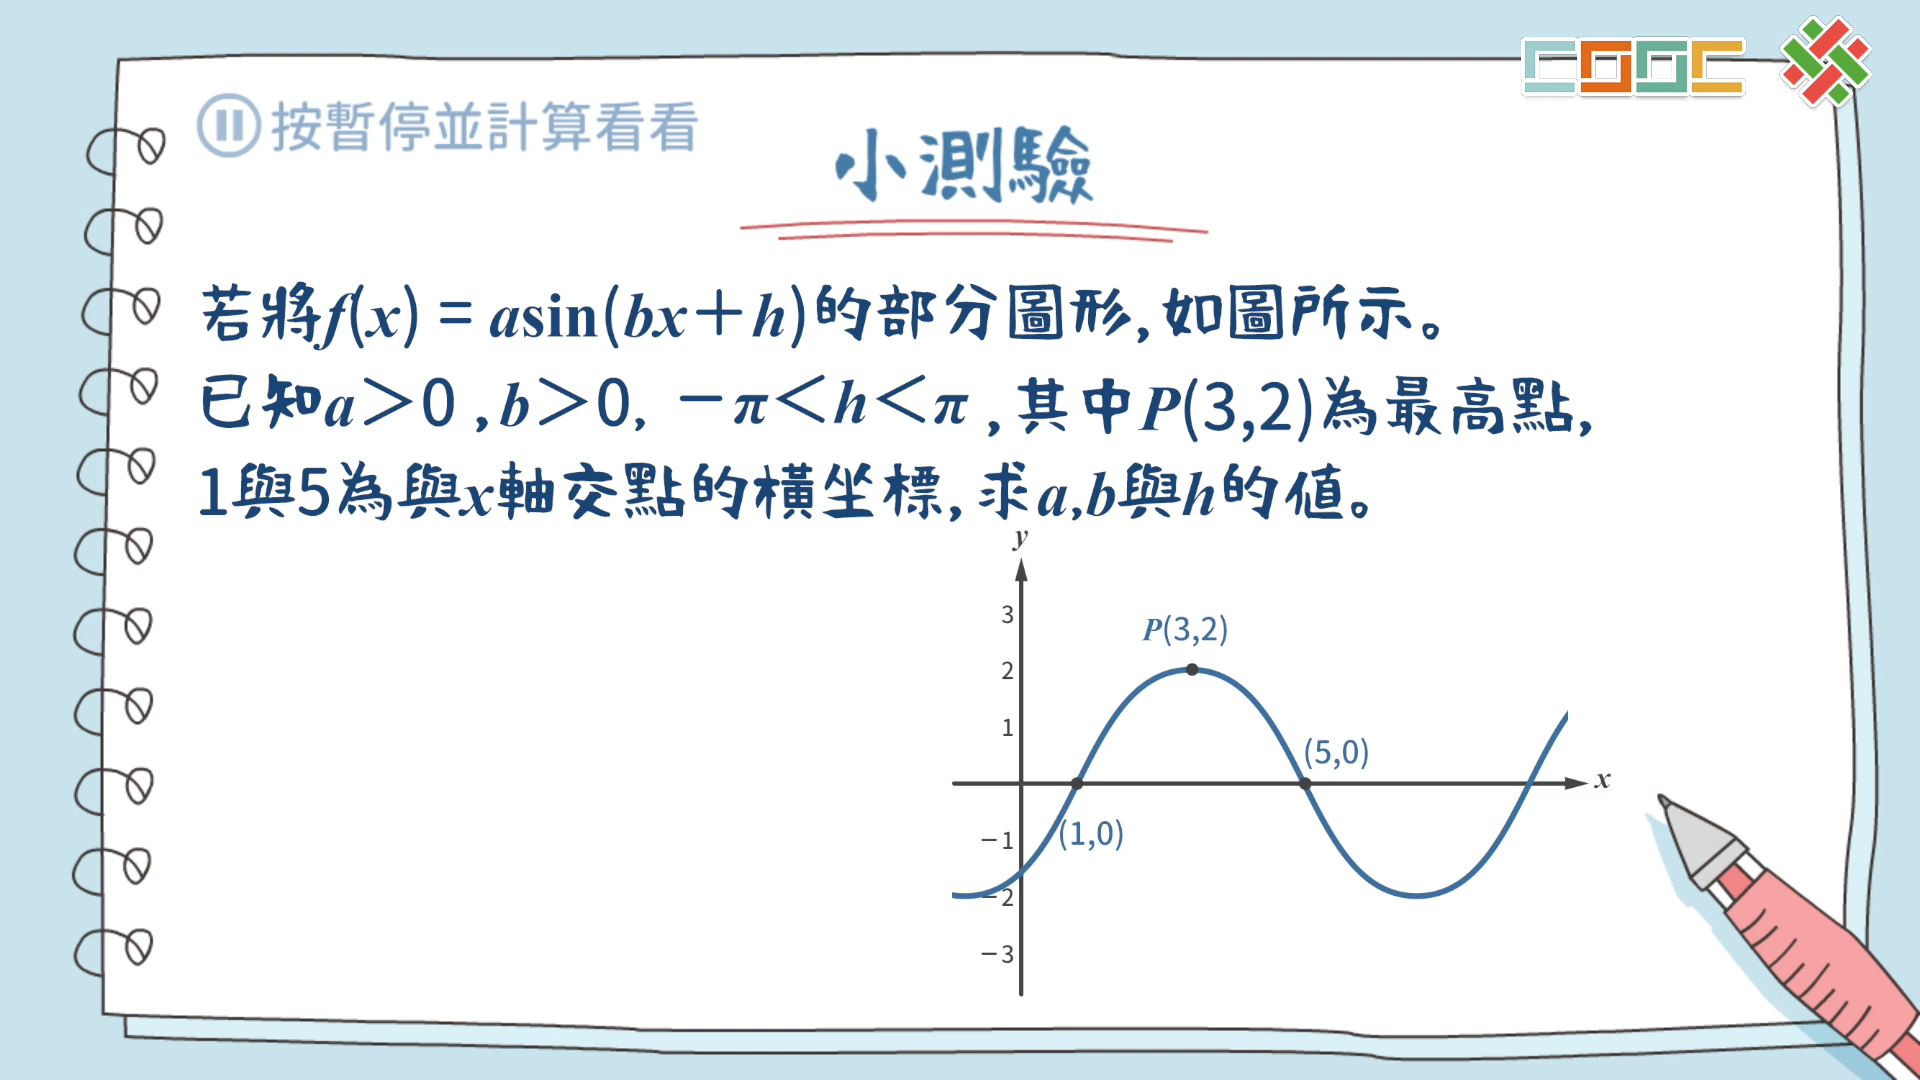 按暫停並計算看看
小測驗
若將f(x) = asin(bx+h)的部分圖形,如圖所示。
已知a>0 ,b>0, -π<h<π ,其中P(3,2)為最高點,
1與5為與x軸交點的橫坐標,求a,b與h的值。
y
3
P(3,2)
2
1
(5,0)
x
-1
(1,0)
-2
-3